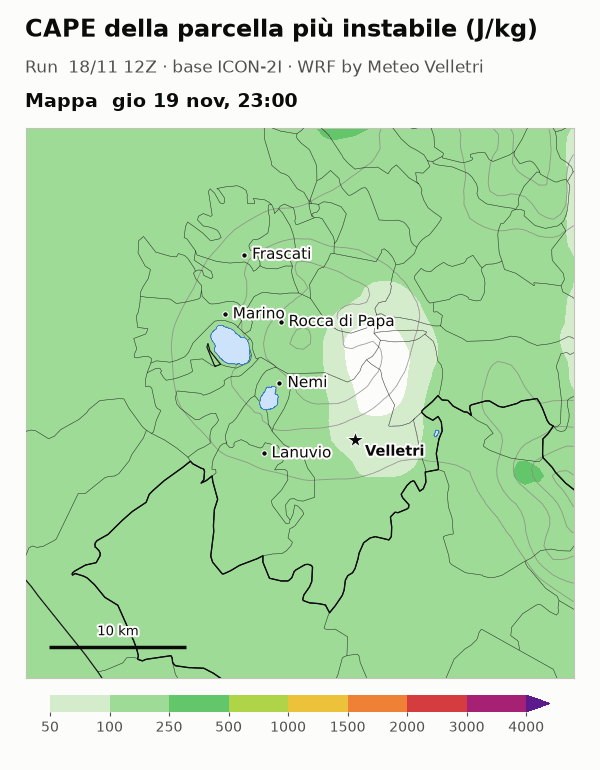 CAPE della parcella più instabile (J/kg)
Run  18/11 12Z · base ICON-2I · WRF by Meteo Velletri
Mappa  gio 19 nov, 23:00
Frascati
Marino
Rocca di Papa
Nemi
Velletri
Lanuvio
10 km
50 100 250 500 1000 1500 2000 3000 4000